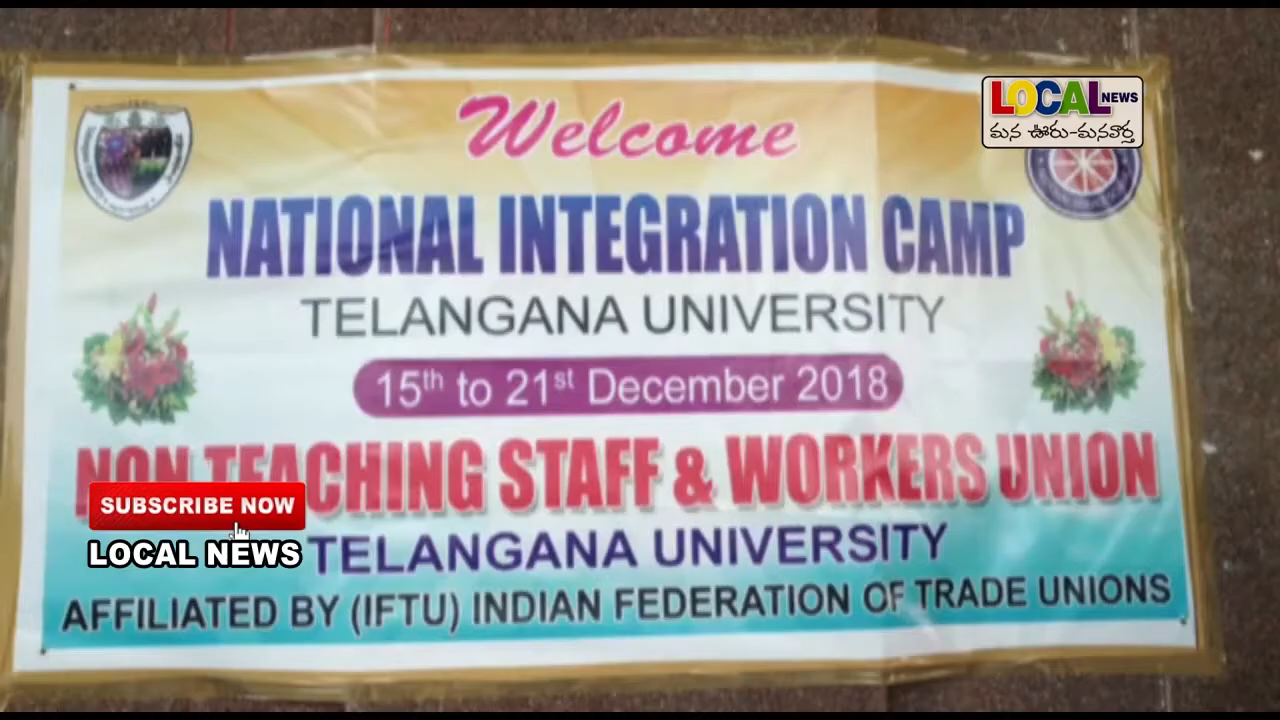 Welcome
LOCAL NEWS
మన ఊరు-మనవార్త
NATIONAL INTEGRATION CAMP
TELANGANA UNIVERSITY
15th to 21st December 2018
NON TEACHING STAFF & WORKERS UNION
SUBSCRIBE NOW
LOCAL NEWS
TELANGANA UNIVERSITY
AFFILIATED BY (IFTU) INDIAN FEDERATION OF TRADE UNIONS